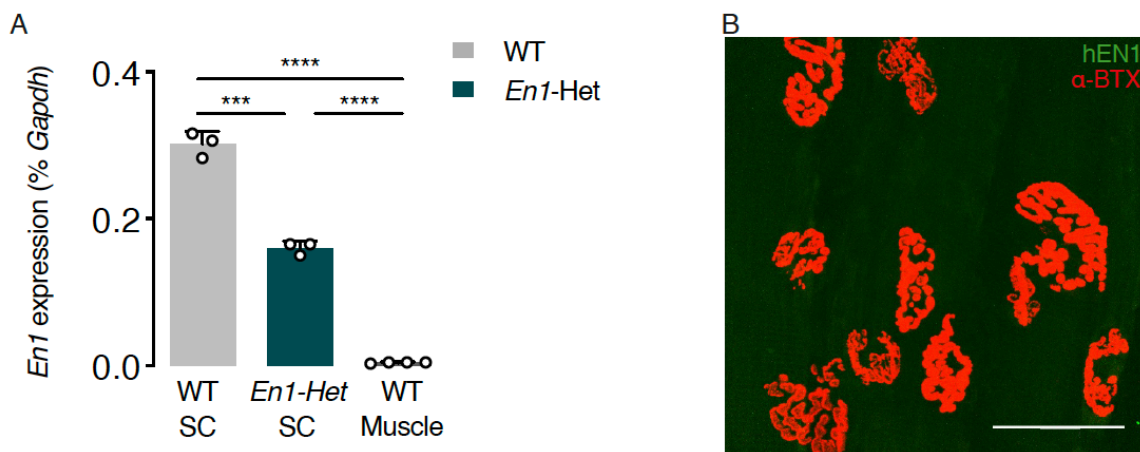 A
B
WT
En1-Het
En1 expression (% Gapdh)
0.4
0.2
0.0
****
***
****
WT
SC
En1-Het
SC
WT
Muscle
hEN1
α-BTX